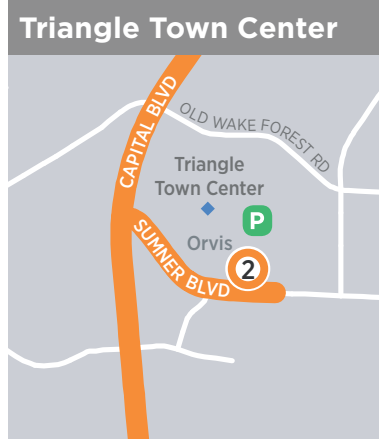 Triangle Town Center
CAPITAL BLVD
OLD WAKE FOREST RD
Triangle
Town Center
P
Orvis
2
SUMNER BLVD